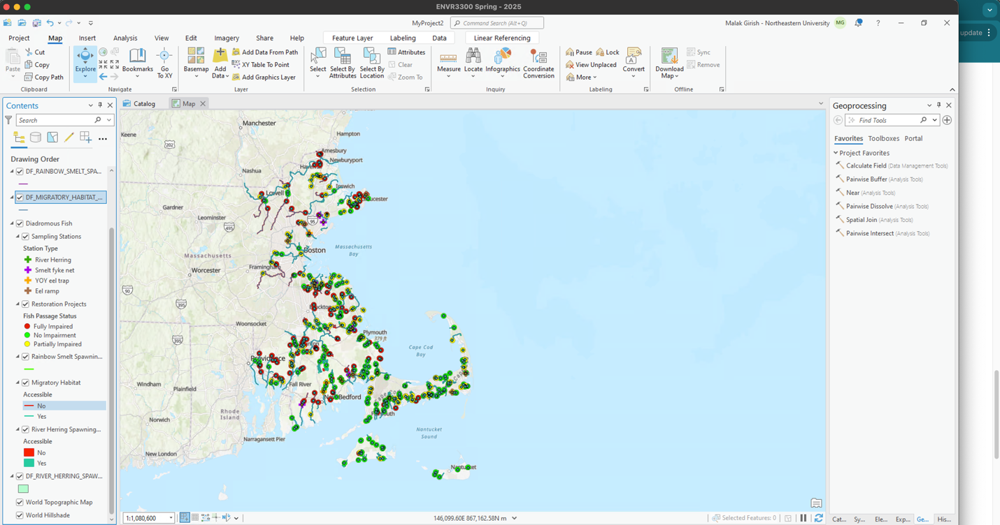 ENVR3300 Spring - 2025
update
MyProject2
Command Search (Alt+Q)
Malak Girish - Northeastern University
MG
?
Project
Map
Insert
Analysis
View
Edit
Imagery
Share
Help
Feature Layer
Labeling
Data
Linear Referencing
Paste
Cut
Copy
Copy Path
Clipboard
Explore
Bookmarks
Go To XY
Navigate
Basemap
Add Data
Add Data From Path
XY Table To Point
Add Graphics Layer
Layer
Select
Select By Attributes
Select By Location
Attributes
Clear
Zoom To
Selection
Measure
Locate
Infographics
Coordinate Conversion
Inquiry
Pause
Lock
View Unplaced
More
Convert
Labeling
Download Map
Sync
Remove
Offline
Contents
Search
Drawing Order
DF_RAINBOW_SMELT_SPA...
DF_MIGRATORY_HABITAT_...
Diadromous Fish
Sampling Stations
Station Type
River Herring
Smelt fyke net
YOY eel trap
Eel ramp
Restoration Projects
Fish Passage Status
Fully Impaired
No Impairment
Partially Impaired
Rainbow Smelt Spawnin...
Migratory Habitat
Accessible
No
Yes
River Herring Spawning...
Accessible
No
Yes
DF_RIVER_HERRING_SPAW...
World Topographic Map
World Hillshade
Catalog
Map
Manchester
Keene
Hampton
202
Amesbury
Newburyport
Nashua
Ipswich
Lowell
Gardner
Leominster
495
95
Massachusetts
Boston
Massachusetts Bay
Worcester
Framingham
90
395
Woonsocket
395
Plymouth
379 ft
Cape Cod Bay
Providence
Windham
Plainfield
Fall River
New Bedford
Rhode Island
Norwich
Nantucket Sound
Narragansett Pier
New London
Nantucket
1:1,080,600
146,099.60E 867,162.58N
Selected Features: 0
Geoprocessing
Find Tools
Favorites
Toolboxes
Portal
Project Favorites
Calculate Field (Data Management Tools)
Pairwise Buffer (Analysis Tools)
Near (Analysis Tools)
Pairwise Dissolve (Analysis Tools)
Spatial Join (Analysis Tools)
Pairwise Intersect (Analysis Tools)
Cat...
Sy...
Ele...
Exp...
Ge...
His...